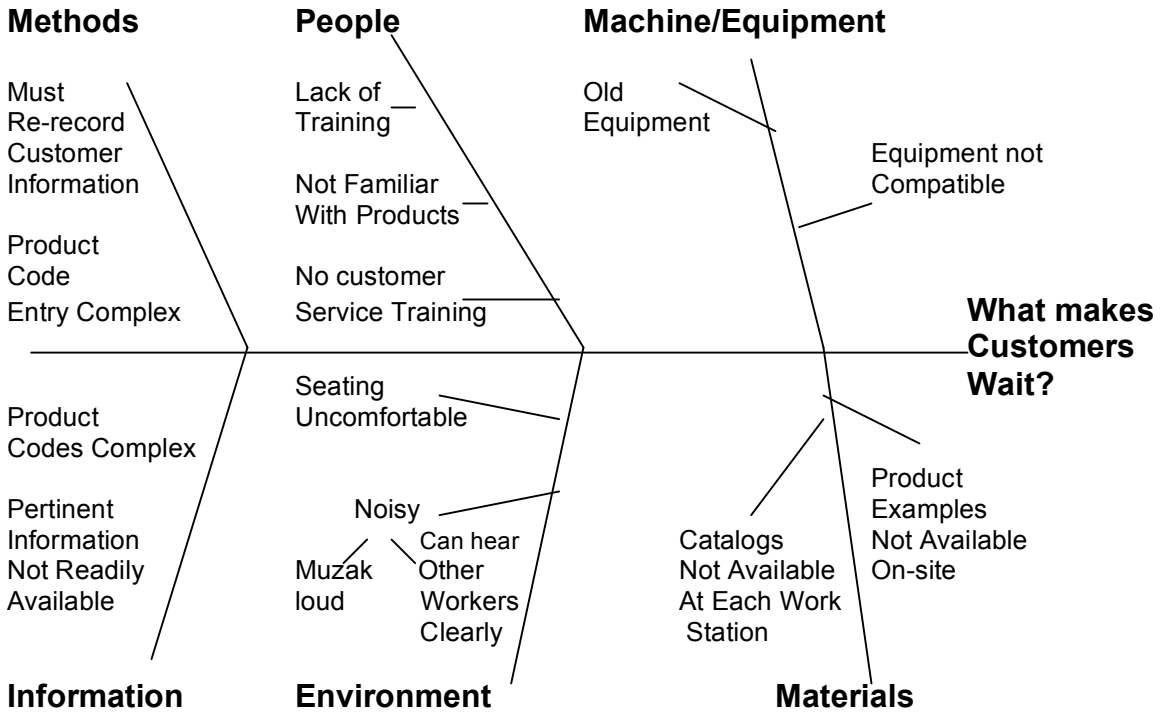 Methods
People
Machine/Equipment
Must
Re-record
Customer
Information
Product
Code
Entry Complex
Lack of
Training
Not Familiar
With Products
No customer
Service Training
Old
Equipment
Equipment not
Compatible
What makes
Customers
Wait?
Product
Codes Complex
Pertinent
Information
Not Readily
Available
Seating
Uncomfortable
Noisy
Muzak
loud
Can hear
Other
Workers
Clearly
Catalogs
Not Available
At Each Work
Station
Product
Examples
Not Available
On-site
Information
Environment
Materials